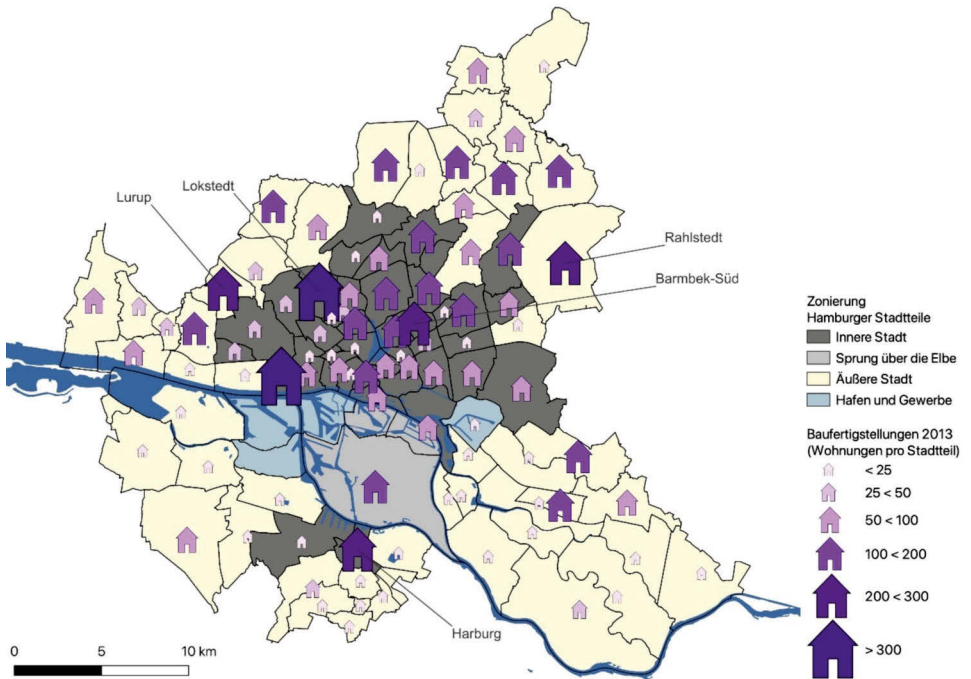 Lokstedt
Lurup
Rahlstedt
Barmbek-Süd
Harburg
0 5 10 km
Zonierung
Hamburger Stadtteile
Innere Stadt
Sprung über die Elbe
Äußere Stadt
Hafen und Gewerbe
Baufertigstellungen 2013
(Wohnungen pro Stadtteil)
< 25
25 < 50
50 < 100
100 < 200
200 < 300
> 300